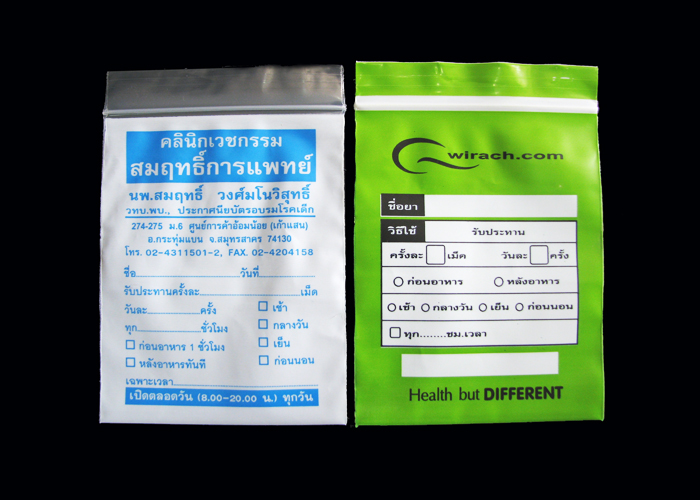 คลินิกเวชกรรม
สมฤทธิ์การแพทย์
นพ.สมฤทธิ์ วงศ์มโนวิสุทธิ์
วทบ.พบ., ประกาศนียบัตรอบรมโรคเด็ก
274-275 ม.6 ศูนย์การค้าอ้อมน้อย (เก้าแสน)
อ.กระทุ่มแบน จ.สมุทรสาคร 74130
โทร. 02-4311501-2, FAX. 02-4204158
ชื่อ..............................วันที่..................
รับประทานครั้งละ..............................เม็ด
วันละ..................ครั้ง ☐ เช้า
ทุก..................ชั่วโมง ☐ กลางวัน
☐ ก่อนอาหาร 1 ชั่วโมง ☐ เย็น
☐ หลังอาหารทันที ☐ ก่อนนอน
เฉพาะเวลา..............................
เปิดตลอดวัน (8.00-20.00 น.) ทุกวัน
wirach.com
ชื่อยา
วิธีใช้ รับประทาน
ครั้งละ ☐ เม็ด วันละ ☐ ครั้ง
○ ก่อนอาหาร ○ หลังอาหาร
○ เช้า ○ กลางวัน ○ เย็น ○ ก่อนนอน
☐ ทุก........ชม.เวลา
Health but DIFFERENT